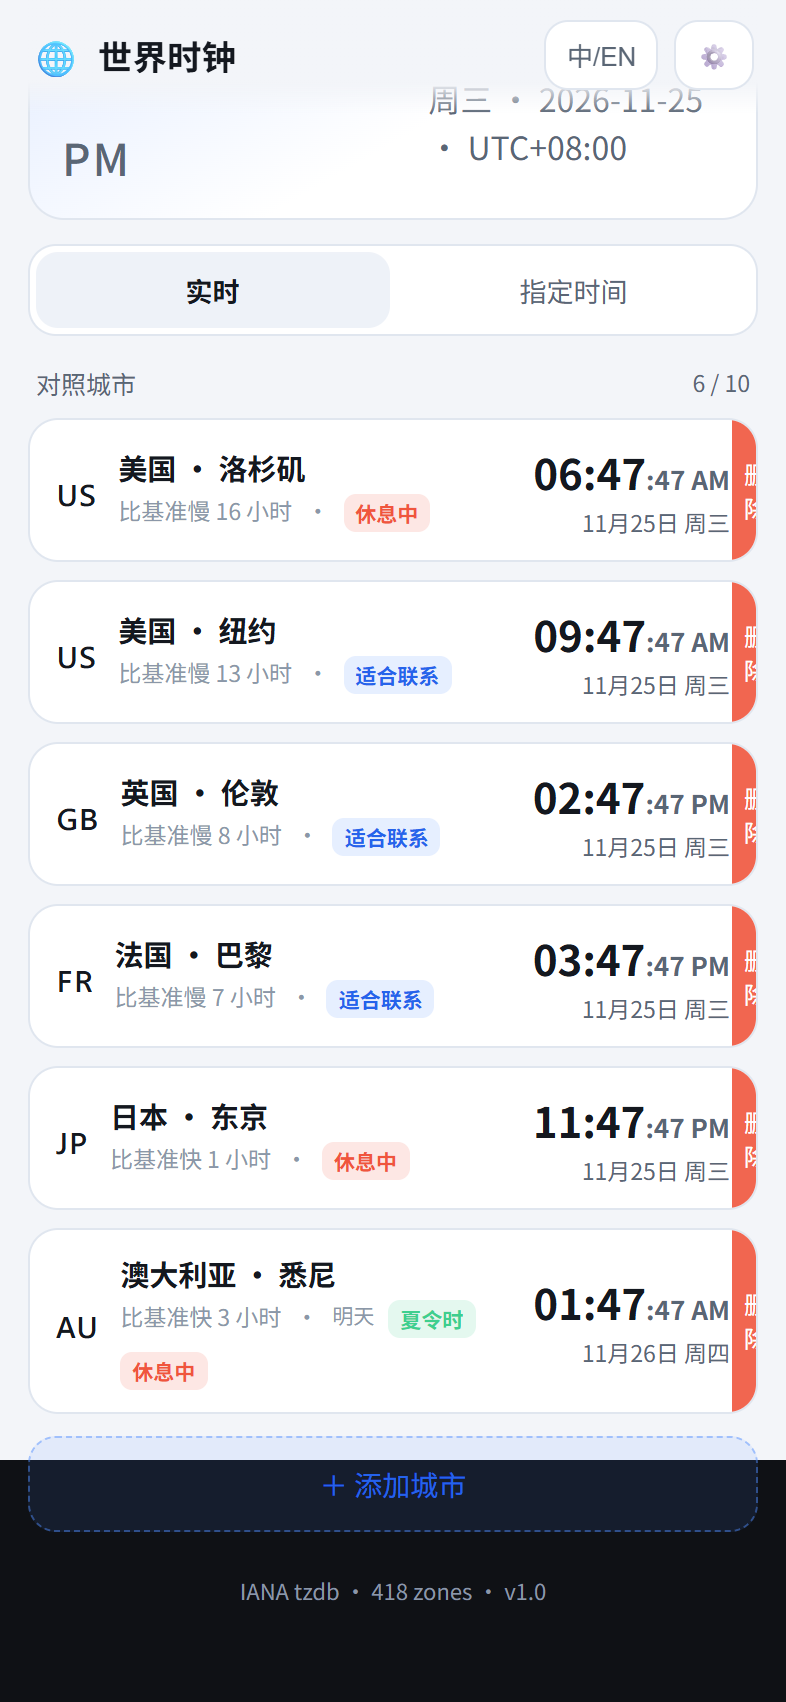 🌐 世界时钟 中/EN
周三 · 2026-11-25
PM · UTC+08:00
实时 指定时间
对照城市 6 / 10
US 美国 · 洛杉矶 06:47:47 AM
比基准慢 16 小时 · 休息中 11月25日 周三
US 美国 · 纽约 09:47:47 AM
比基准慢 13 小时 · 适合联系 11月25日 周三
GB 英国 · 伦敦 02:47:47 PM
比基准慢 8 小时 · 适合联系 11月25日 周三
FR 法国 · 巴黎 03:47:47 PM
比基准慢 7 小时 · 适合联系 11月25日 周三
JP 日本 · 东京 11:47:47 PM
比基准快 1 小时 · 休息中 11月25日 周三
AU 澳大利亚 · 悉尼 01:47:47 AM
比基准快 3 小时 · 明天 夏令时 11月26日 周四
休息中
+ 添加城市
IANA tzdb · 418 zones · v1.0